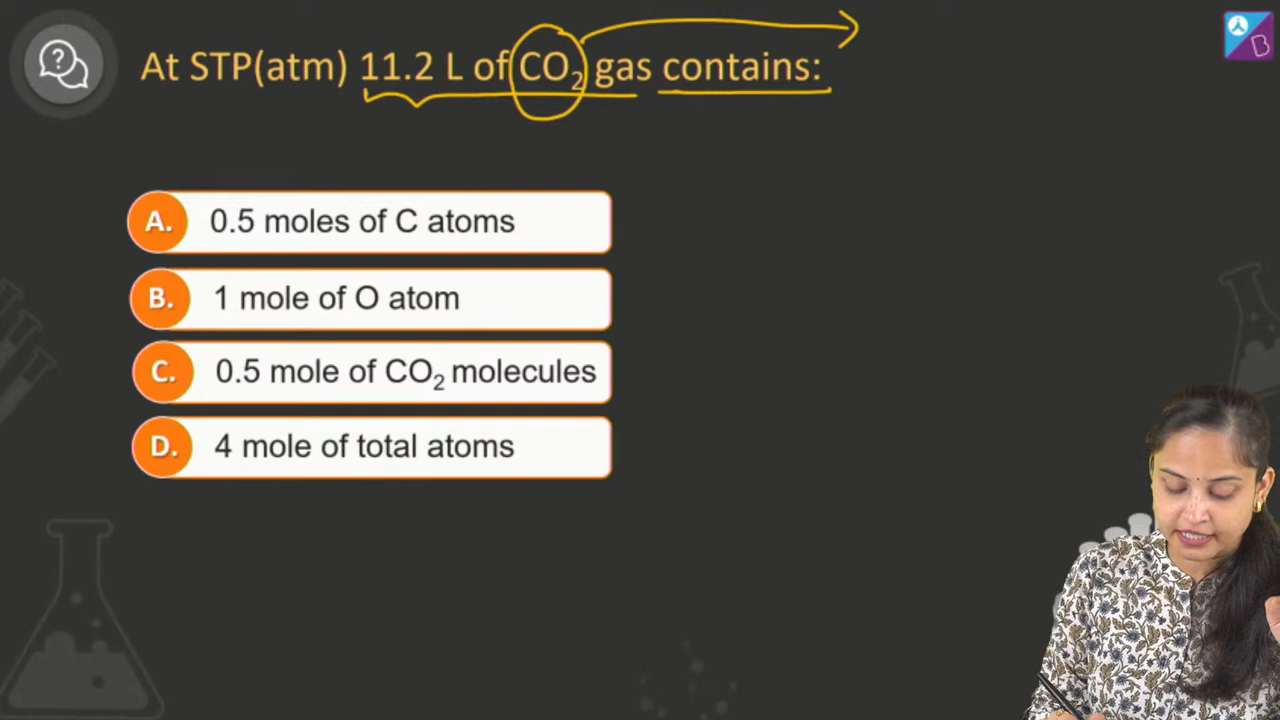 At STP(atm) 11.2 L of CO₂ gas contains:
A. 0.5 moles of C atoms
B. 1 mole of O atom
C. 0.5 mole of CO₂ molecules
D. 4 mole of total atoms
B